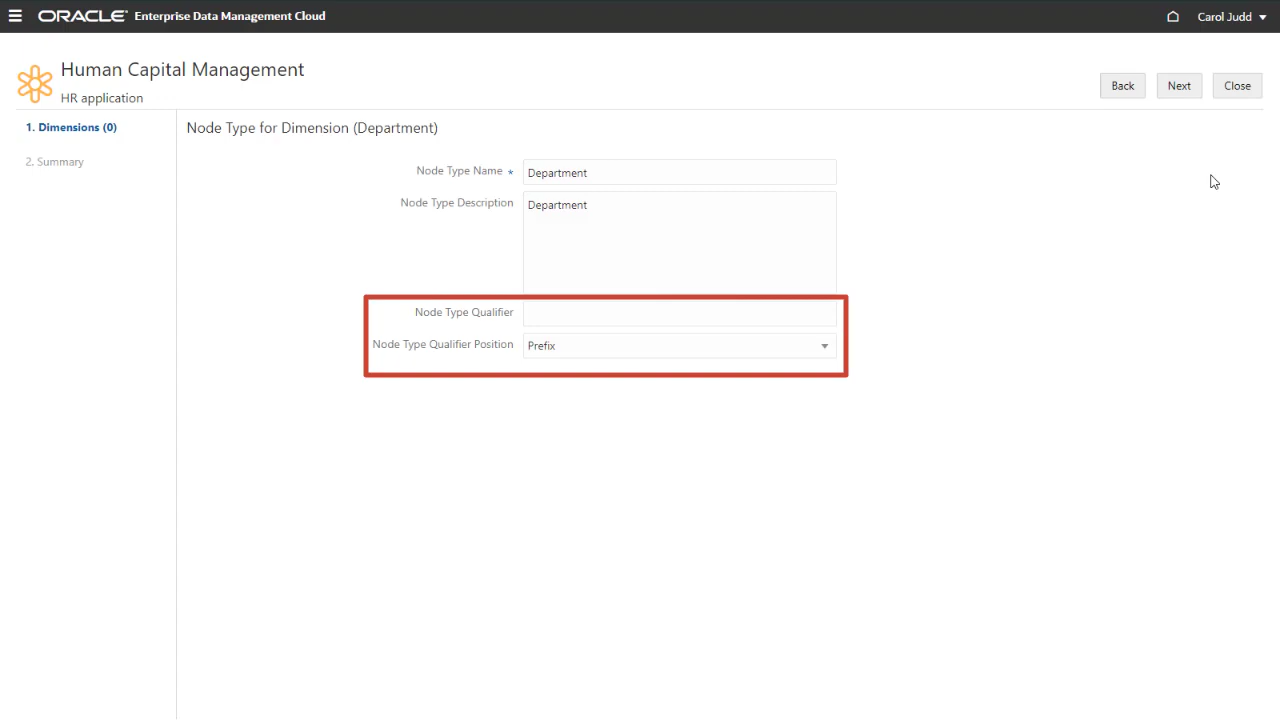 ORACLE® Enterprise Data Management Cloud
Carol Judd
Human Capital Management
HR application
Back
Next
Close
1. Dimensions (0)
2. Summary
Node Type for Dimension (Department)
Node Type Name * Department
Node Type Description Department
Node Type Qualifier
Node Type Qualifier Position Prefix